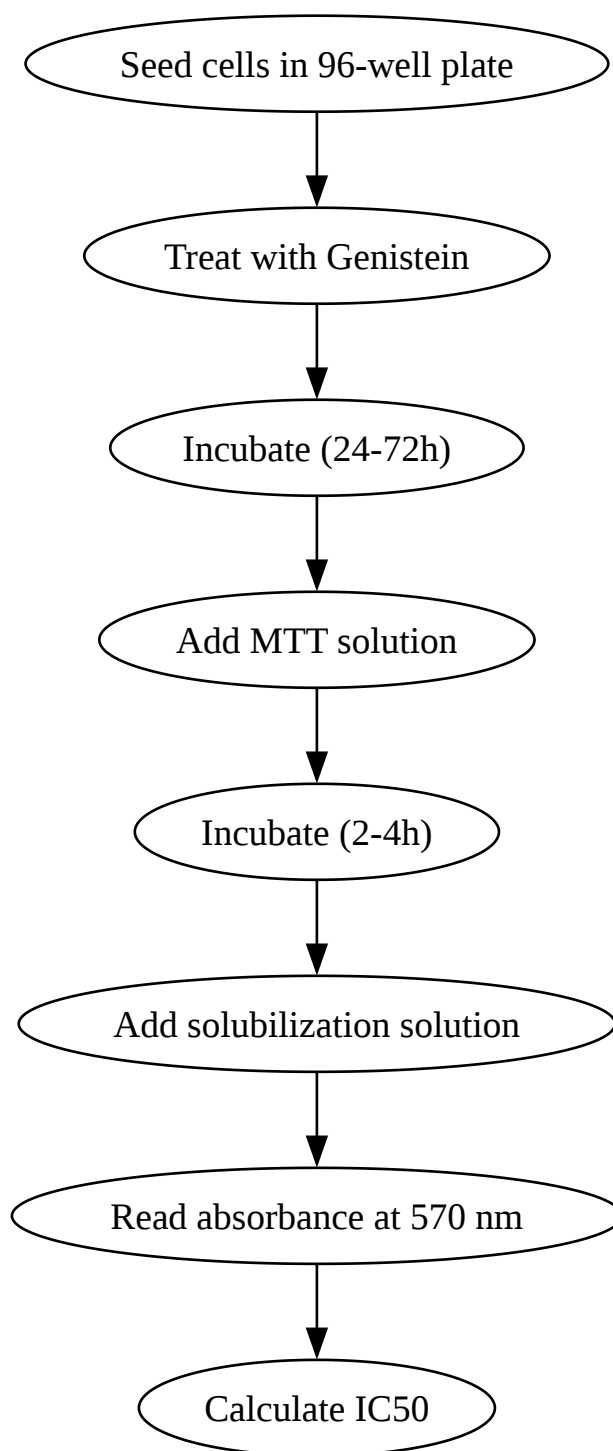 Seed cells in 96-well plate
Treat with Genistein
Incubate (24-72h)
Add MTT solution
Incubate (2-4h)
Add solubilization solution
Read absorbance at 570 nm
Calculate IC50